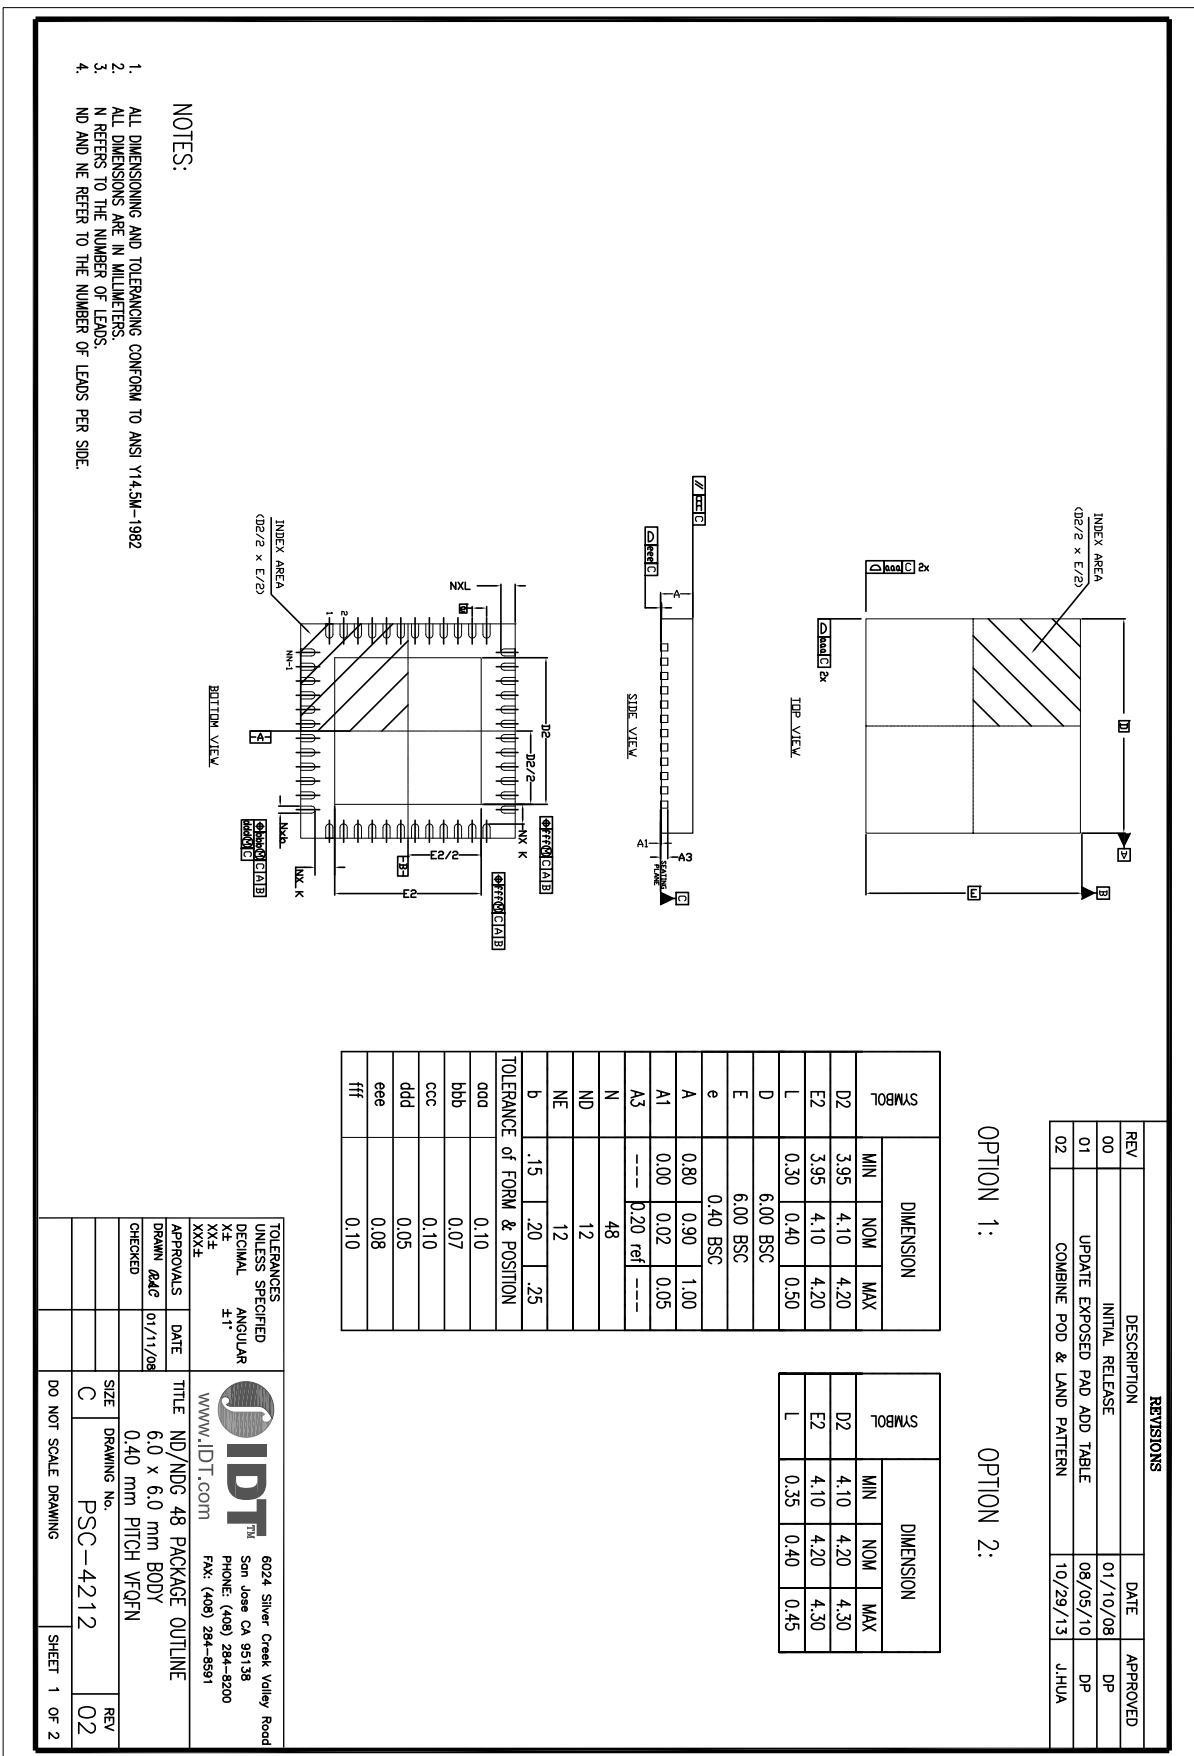 REVISIONS
REV DESCRIPTION DATE APPROVED
00 INITIAL RELEASE 01/10/08 DP
01 UPDATE EXPOSED PAD ADD TABLE 08/05/10 DP
02 COMBINE POD & LAND PATTERN 10/29/13 J.HUA
INDEX AREA
(D2/2 x E/2)
D
A
B
E
aaa C 2x
aaa C 2x
TOP VIEW
C
eee C
A
A1
A3
SEATING
PLANE
C
SIDE VIEW
NXL
e
INDEX AREA
(D2/2 x E/2)
1
2
NN-1
D2
D2/2
NX K
fff M C A B
E2/2
E2
fff M C A B
-B-
-A-
Nxb
bbb M C A B
ddd M C
NX K
BOTTOM VIEW
OPTION 1:
SYMBOL DIMENSION
MIN NOM MAX
D2 3.95 4.10 4.20
E2 3.95 4.10 4.20
L 0.30 0.40 0.50
D 6.00 BSC
E 6.00 BSC
e 0.40 BSC
A 0.80 0.90 1.00
A1 0.00 0.02 0.05
A3 --- 0.20 ref ---
N 48
ND 12
NE 12
b .15 .20 .25
TOLERANCE of FORM & POSITION
aaa 0.10
bbb 0.07
ccc 0.10
ddd 0.05
eee 0.08
fff 0.10
OPTION 2:
SYMBOL DIMENSION
MIN NOM MAX
D2 4.10 4.20 4.30
E2 4.10 4.20 4.30
L 0.35 0.40 0.45
NOTES:
1. ALL DIMENSIONING AND TOLERANCING CONFORM TO ANSI Y14.5M-1982
2. ALL DIMENSIONS ARE IN MILLIMETERS.
3. N REFERS TO THE NUMBER OF LEADS.
4. ND AND NE REFER TO THE NUMBER OF LEADS PER SIDE.
TOLERANCES
UNLESS SPECIFIED
DECIMAL ANGULAR
X± ±1°
XX±
XXX±
APPROVALS DATE
DRAWN RAC 01/11/08
CHECKED
IDT TM
www.IDT.com
6024 Silver Creek Valley Road
San Jose CA 95138
PHONE: (408) 284-8200
FAX: (408) 284-8591
TITLE ND/NDG 48 PACKAGE OUTLINE
6.0 x 6.0 mm BODY
0.40 mm PITCH VFQFN
SIZE DRAWING No. REV
C PSC-4212 02
DO NOT SCALE DRAWING SHEET 1 OF 2